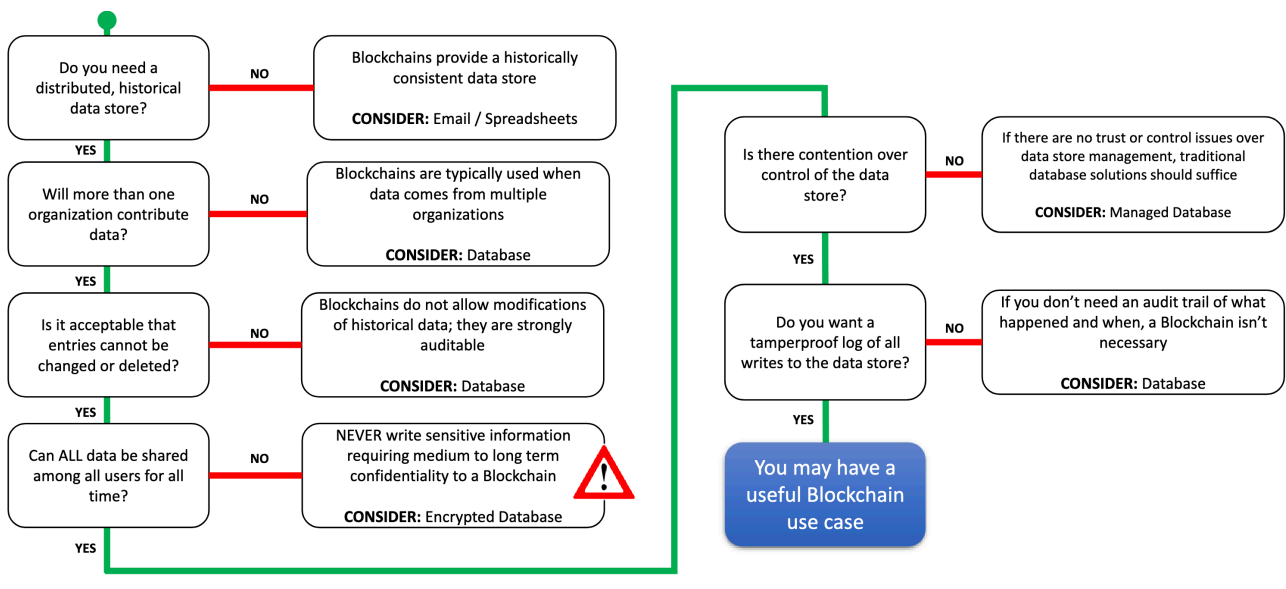 Do you need a
distributed, historical
data store?
NO
Blockchains provide a historically
consistent data store
CONSIDER: Email / Spreadsheets
YES
Will more than one
organization contribute
data?
NO
Blockchains are typically used when
data comes from multiple
organizations
CONSIDER: Database
YES
Is it acceptable that
entries cannot be
changed or deleted?
NO
Blockchains do not allow modifications
of historical data; they are strongly
auditable
CONSIDER: Database
YES
Can ALL data be shared
among all users for all
time?
NO
NEVER write sensitive information
requiring medium to long term
confidentiality to a Blockchain
CONSIDER: Encrypted Database
!
YES
Is there contention over
control of the data
store?
NO
If there are no trust or control issues over
data store management, traditional
database solutions should suffice
CONSIDER: Managed Database
YES
Do you want a
tamperproof log of all
writes to the data store?
NO
If you don’t need an audit trail of what
happened and when, a Blockchain isn’t
necessary
CONSIDER: Database
YES
You may have a
useful Blockchain
use case